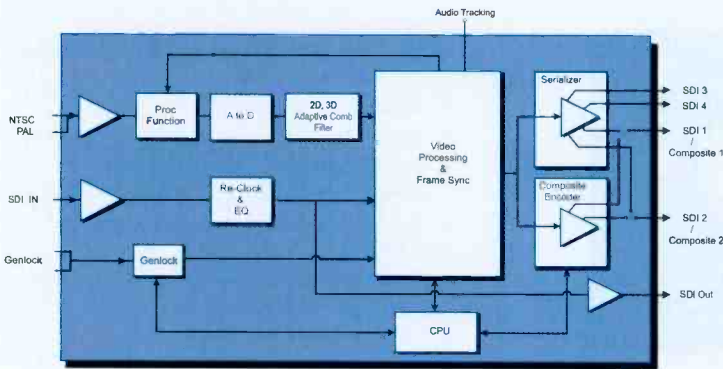 Audio Tracking
Serializer
SDI 3
SDI 4
SDI 1
/
Composite 1
NTSC
PAL
Proc
Function
A to D
2D, 3D
Adaptive Comb
Filter
Video
Processing
&
Frame Sync
SDI IN
Re-Clock
&
EQ
Composite
Encoder
SDI 2
/
Composite 2
Genlock
Genlock
SDI Out
CPU